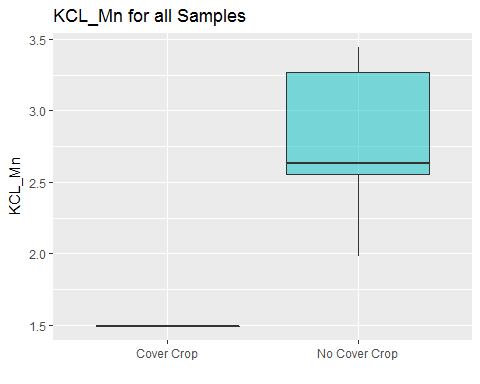 KCL_Mn for all Samples
3.5
3.0
2.5
2.0
1.5
KCL_Mn
Cover Crop
No Cover Crop